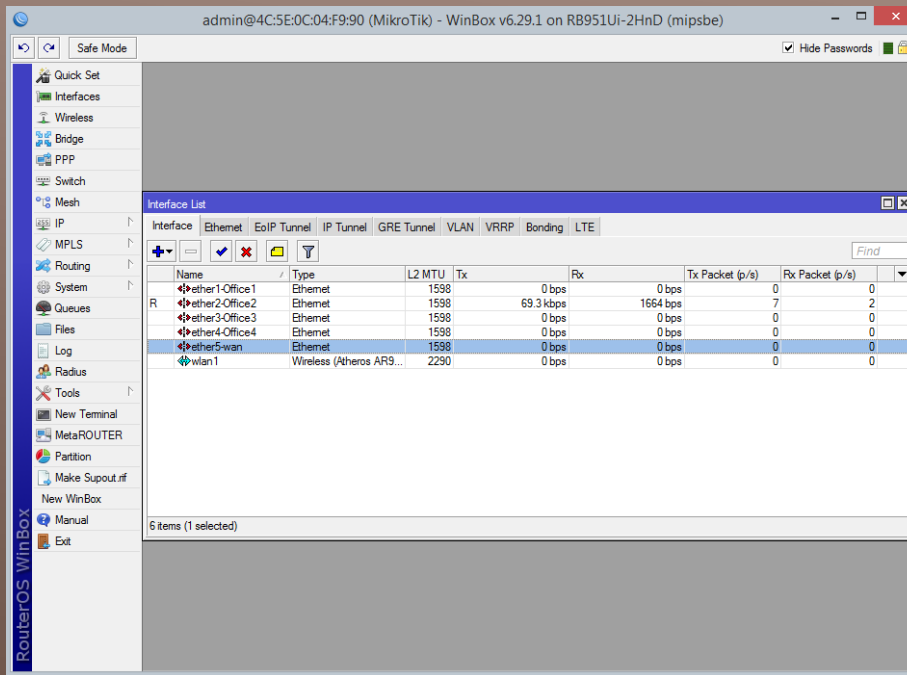 admin@4C:5E:0C:04:F9:90 (MikroTik) - WinBox v6.29.1 on RB951Ui-2HnD (mipsbe)
Safe Mode
Hide Passwords
Quick Set
Interfaces
Wireless
Bridge
PPP
Switch
Mesh
IP
MPLS
Routing
System
Queues
Files
Log
Radius
Tools
New Terminal
MetaROUTER
Partition
Make Supout.rif
New WinBox
Manual
Exit
RouterOS WinBox
Interface List
Interface Ethernet EoIP Tunnel IP Tunnel GRE Tunnel VLAN VRRP Bonding LTE
Find
Name Type L2 MTU Tx Rx Tx Packet (p/s) Rx Packet (p/s)
ether1-Office1 Ethernet 1598 0 bps 0 bps 0 0
R ether2-Office2 Ethernet 1598 69.3 kbps 1664 bps 7 2
ether3-Office3 Ethernet 1598 0 bps 0 bps 0 0
ether4-Office4 Ethernet 1598 0 bps 0 bps 0 0
ether5-wan Ethernet 1598 0 bps 0 bps 0 0
wlan1 Wireless (Atheros AR9... 2290 0 bps 0 bps 0 0
6 items (1 selected)